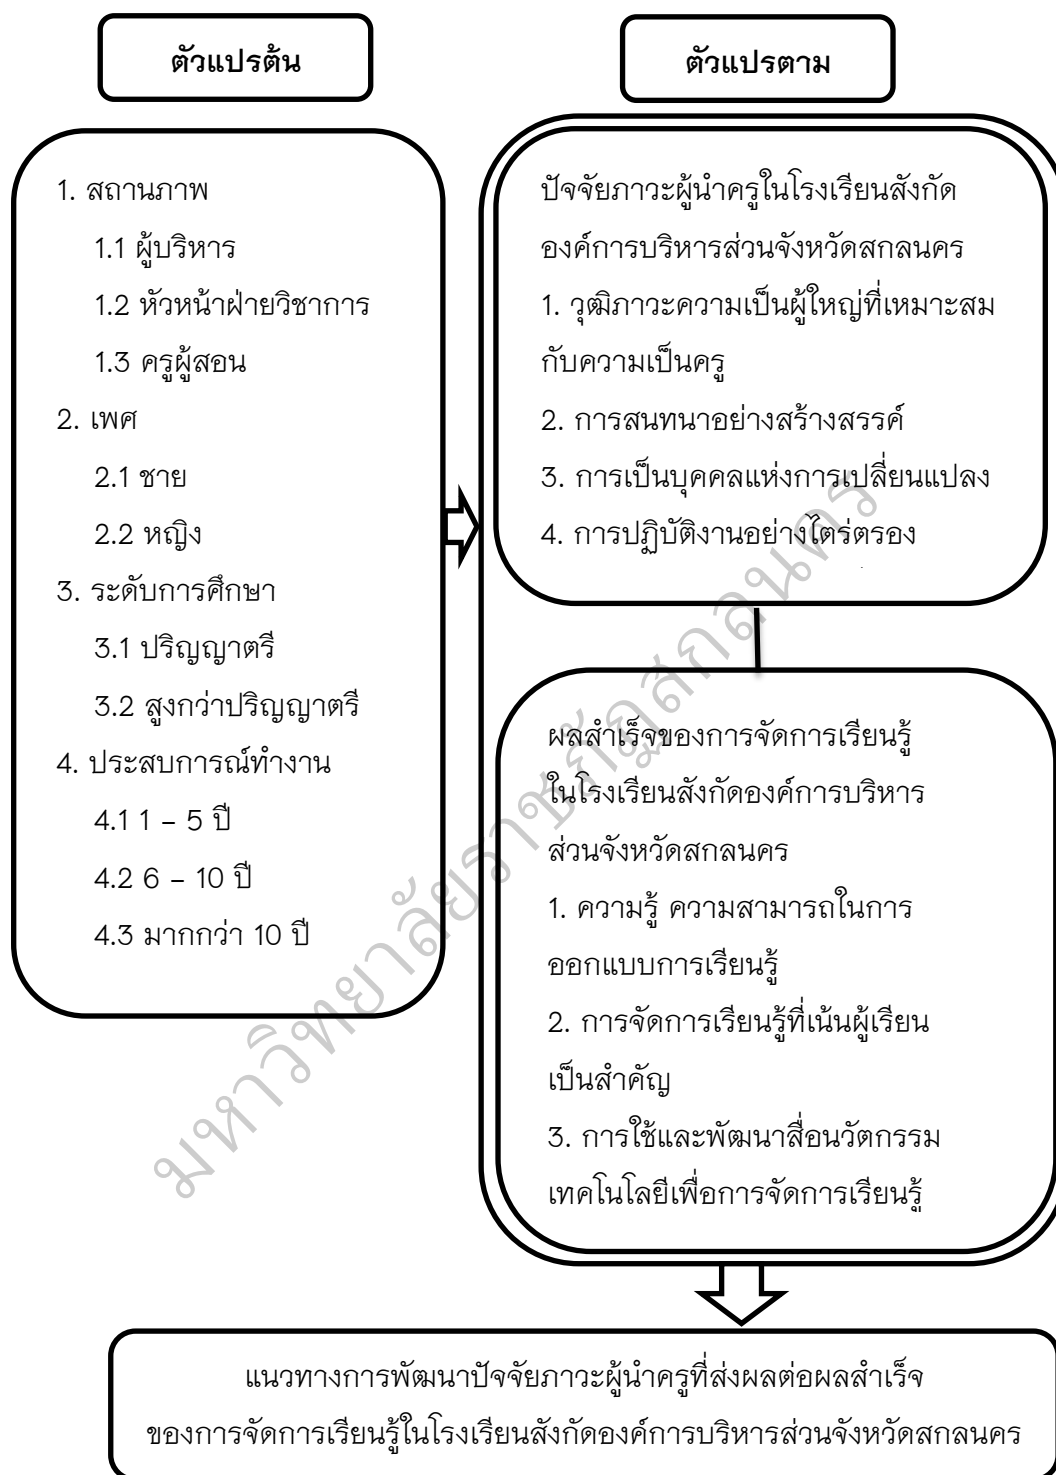 ตัวแปรต้น
ตัวแปรตาม
1. สถานภาพ
1.1 ผู้บริหาร
1.2 หัวหน้าฝ่ายวิชาการ
1.3 ครูผู้สอน
2. เพศ
2.1 ชาย
2.2 หญิง
3. ระดับการศึกษา
3.1 ปริญญาตรี
3.2 สูงกว่าปริญญาตรี
4. ประสบการณ์ทำงาน
4.1 1 – 5 ปี
4.2 6 – 10 ปี
4.3 มากกว่า 10 ปี
ปัจจัยภาวะผู้นำครูในโรงเรียนสังกัด
องค์การบริหารส่วนจังหวัดสกลนคร
1. วุฒิภาวะความเป็นผู้ใหญ่ที่เหมาะสม
กับความเป็นครู
2. การสนทนาอย่างสร้างสรรค์
3. การเป็นบุคคลแห่งการเปลี่ยนแปลง
4. การปฏิบัติงานอย่างไตร่ตรอง
ผลสำเร็จของการจัดการเรียนรู้
ในโรงเรียนสังกัดองค์การบริหาร
ส่วนจังหวัดสกลนคร
1. ความรู้ ความสามารถในการ
ออกแบบการเรียนรู้
2. การจัดการเรียนรู้ที่เน้นผู้เรียน
เป็นสำคัญ
3. การใช้และพัฒนาสื่อนวัตกรรม
เทคโนโลยีเพื่อการจัดการเรียนรู้
แนวทางการพัฒนาปัจจัยภาวะผู้นำครูที่ส่งผลต่อผลสำเร็จ
ของการจัดการเรียนรู้ในโรงเรียนสังกัดองค์การบริหารส่วนจังหวัดสกลนคร
มหาวิทยาลัยราชภัฏสกลนคร